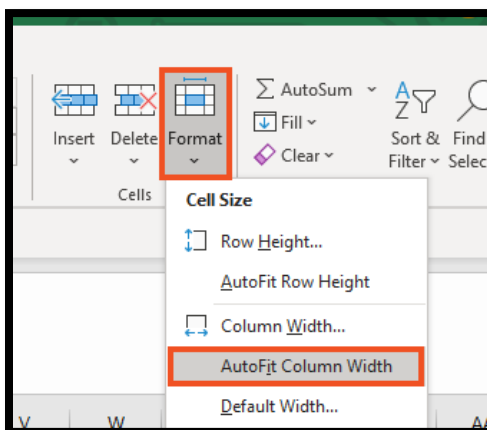 AutoSum
Fill
Clear
Insert
Delete
Format
Sort &
Filter
Find
Selec
Cells
Cell Size
Row Height...
AutoFit Row Height
Column Width...
AutoFit Column Width
Default Width...
V
W
AA